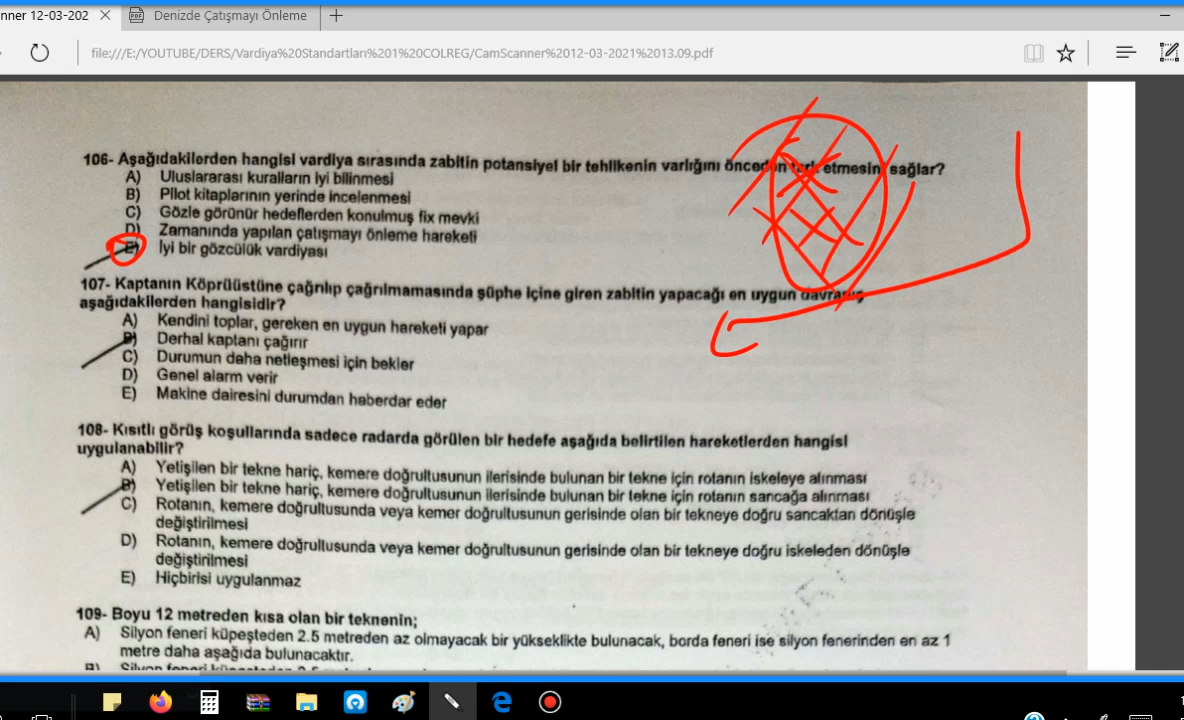 nner 12-03-202
Denizde Çatışmayı Önleme
file:///E:/YOUTUBE/DERS/Vardiya%20Standartları%201%20COLREG/CamScanner%2012-03-2021%2013.09.pdf
106- Aşağıdakilerden hangisi vardiya sırasında zabitin potansiyel bir tehlikenin varlığını önceden etmesini sağlar?
A) Uluslararası kuralların iyi bilinmesi
B) Pilot kitaplarının yerinde incelenmesi
C) Gözle görünür hedeflerden konulmuş fix mevki
D) Zamanında yapılan çatışmayı önleme hareketi
E) İyi bir gözcülük vardiyası
107- Kaptanın Köprüüstüne çağrılıp çağrılmamasında şüphe içine giren zabitin yapacağı en uygun davranış
aşağıdakilerden hangisidir?
A) Kendini toplar, gereken en uygun hareketi yapar
B) Derhal kaptanı çağırır
C) Durumun daha netleşmesi için bekler
D) Genel alarm verir
E) Makine dairesini durumdan haberdar eder
108- Kısıtlı görüş koşullarında sadece radarda görülen bir hedefe aşağıda belirtilen hareketlerden hangisi
uygulanabilir?
A) Yetişilen bir tekne hariç, kemere doğrultusunun ilerisinde bulunan bir tekne için rotanın iskeleye alınması
B) Yetişilen bir tekne hariç, kemere doğrultusunun ilerisinde bulunan bir tekne için rotanın sancağa alınması
C) Rotanın, kemere doğrultusunda veya kemer doğrultusunun gerisinde olan bir tekneye doğru sancaktan dönüşle
değiştirilmesi
D) Rotanın, kemere doğrultusunda veya kemer doğrultusunun gerisinde olan bir tekneye doğru iskeleden dönüşle
değiştirilmesi
E) Hiçbirisi uygulanmaz
109- Boyu 12 metreden kısa olan bir teknenin;
A) Silyon feneri küpeşteden 2.5 metreden az olmayacak bir yükseklikte bulunacak, borda feneri ise silyon fenerinden en az 1
metre daha aşağıda bulunacaktır.
B) Silyon feneri